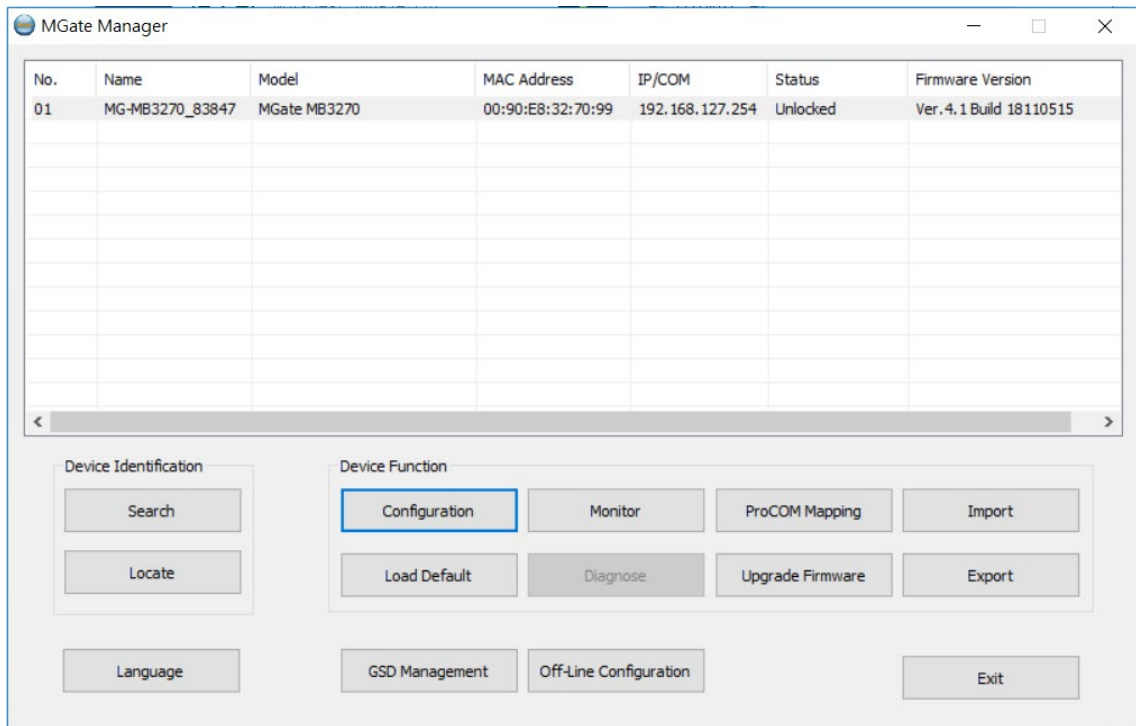 MGate Manager
No. Name Model MAC Address IP/COM Status Firmware Version
01 MG-MB3270_83847 MGate MB3270 00:90:E8:32:70:99 192.168.127.254 Unlocked Ver.4.1 Build 18110515
Device Identification
Search
Locate
Device Function
Configuration Monitor ProCOM Mapping Import
Load Default Diagnose Upgrade Firmware Export
Language GSD Management Off-Line Configuration Exit